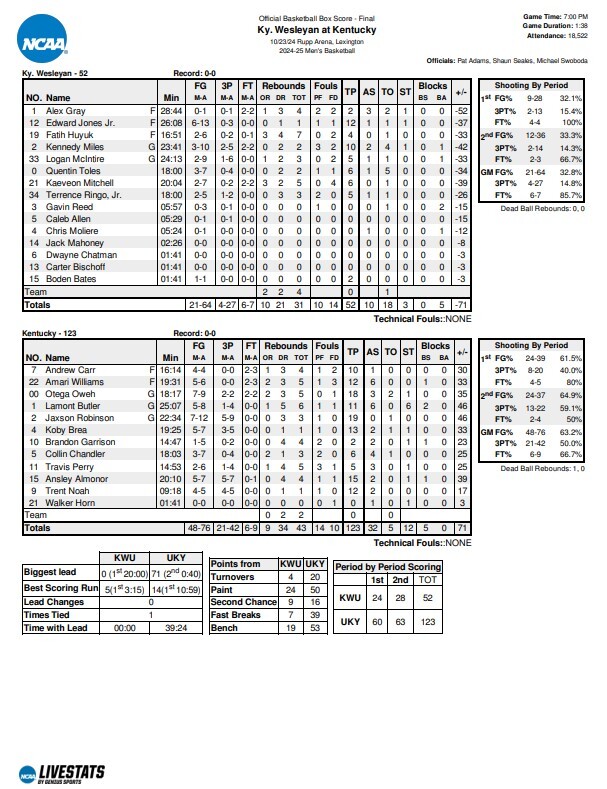 NCAA
Official Basketball Box Score - Final
Ky. Wesleyan at Kentucky
10/23/24 Rupp Arena, Lexington
2024-25 Men's Basketball
Game Time: 7:00 PM
Game Duration: 1:38
Attendance: 18,522
Officials: Pat Adams, Shaun Seales, Michael Swoboda
Ky. Wesleyan - 52 Record: 0-0
FG 3P FT Rebounds Fouls TP AS TO ST Blocks +/-
NO. Name Min M-A M-A M-A OR DR TOT PF FD BS BA
1 Alex Gray F 28:44 0-1 0-1 2-2 1 3 4 2 2 2 3 2 1 0 0 -52
12 Edward Jones Jr. F 26:08 6-13 0-3 0-1 0 0 0 1 1 12 1 1 0 0 1 -37
19 Fatih Huyuk F 16:51 2-6 0-2 0-1 3 4 7 0 2 4 0 1 0 0 1 -33
2 Kennedy Miles G 23:41 3-10 2-5 2-2 0 2 2 3 2 10 2 4 1 0 1 -42
33 Logan McIntire G 24:13 2-9 1-6 0-0 1 2 3 0 2 5 2 1 0 0 1 -33
0 Quentin Toles 18:00 3-7 0-4 0-0 0 2 2 1 1 6 1 5 0 0 0 -34
21 Kaeveon Mitchell 20:04 2-7 0-2 2-2 3 2 5 0 4 6 0 1 0 0 0 -39
34 Terrence Ringo, Jr. 18:00 2-5 1-2 0-0 3 3 2 0 5 1 1 1 0 0 -26
3 Gavin Reed 05:57 0-3 0-1 0-0 0 1 1 0 0 0 0 0 0 0 0 -15
5 Caleb Allen 05:29 0-1 0-1 0-0 0 0 0 0 0 0 0 0 0 0 0 -15
4 Chris Moliere 05:24 0-1 0-1 0-0 0 0 0 1 0 0 0 1 0 0 1 -12
14 Jack Mahoney 02:26 0-0 0-0 0-0 0 0 0 0 0 0 0 0 0 0 0 -8
6 Dwayne Chatman 01:41 0-0 0-0 0-0 0 0 0 0 0 0 0 0 0 0 0 -3
13 Carter Bischoff 01:41 0-0 0-0 0-0 0 0 0 0 0 0 0 0 0 0 0 -3
15 Boden Bates 01:41 1-1 0-0 0-0 0 0 0 0 0 2 0 0 0 0 0 -3
Team 2 2 4 0 1
Totals 21-64 4-27 6-7 10 21 31 10 14 52 10 18 3 0 5 -71
Technical Fouls::NONE
Shooting By Period
1st FG% 9-28 32.1%
3PT% 2-13 15.4%
FT% 4-4 100%
2nd FG% 12-36 33.3%
3PT% 2-14 14.3%
FT% 2-3 66.7%
GM FG% 21-64 32.8%
3PT% 4-27 14.8%
FT% 6-7 85.7%
Dead Ball Rebounds: 0, 0
Kentucky - 123 Record: 0-0
FG 3P FT Rebounds Fouls TP AS TO ST Blocks +/-
NO. Name Min M-A M-A M-A OR DR TOT PF FD BS BA
7 Andrew Carr F 16:14 4-4 0-0 2-3 1 3 4 1 2 10 1 0 0 0 0 30
22 Amari Williams F 19:31 5-6 0-0 2-3 2 3 5 2 3 12 6 0 0 1 0 33
00 Otega Oweh G 18:17 7-9 2-2 2-2 2 3 5 0 1 18 3 2 1 0 0 35
1 Lamont Butler G 25:07 5-8 1-4 0-0 1 5 6 1 1 11 6 0 6 2 0 46
2 Jaxson Robinson G 22:34 7-12 5-9 0-0 0 1 1 2 0 19 1 1 0 0 0 46
4 Koby Brea 19:25 5-7 3-5 0-0 0 1 1 1 0 13 2 1 1 0 0 33
10 Brandon Garrison 14:47 1-5 0-2 0-0 0 4 4 2 0 2 2 0 1 2 0 23
5 Collin Chandler 18:03 3-7 0-4 0-0 2 3 5 0 2 6 4 1 0 0 0 25
11 Travis Perry 14:53 2-6 1-4 0-0 1 4 5 3 1 5 3 0 1 0 0 25
15 Ansley Almonor 20:10 5-7 5-7 0-1 0 4 4 1 0 15 2 0 2 0 0 39
9 Trent Noah 09:18 4-5 4-5 0-0 0 1 1 1 0 12 2 0 0 0 0 17
21 Walker Horn 01:41 0-0 0-0 0-0 0 0 0 0 0 0 0 0 0 1 0 3
Team 0 2 2 0 0
Totals 48-76 21-42 6-9 9 34 43 14 10 123 32 5 12 5 0 71
Technical Fouls::NONE
Shooting By Period
1st FG% 24-39 61.5%
3PT% 8-20 40.0%
FT% 4-5 80%
2nd FG% 24-37 64.9%
3PT% 13-22 59.1%
FT% 2-4 50%
GM FG% 48-76 63.2%
3PT% 21-42 50.0%
FT% 6-9 66.7%
Dead Ball Rebounds: 1, 0
KWU UKY
Biggest lead 0 (1st 20:00) 71 (2nd 0:40)
Best Scoring Run 5(1st 3:15) 14(1st 10:59)
Lead Changes 0
Times Tied 1
Time with Lead 00:00 39:24
Points from KWU UKY
Turnovers 4 20
Paint 24 50
Second Chance 9 16
Fast Breaks 7 39
Bench 19 53
Period by Period Scoring
1st 2nd TOT
KWU 24 28 52
UKY 60 63 123
NCAA LIVESTATS
BY GENIUS SPORTS